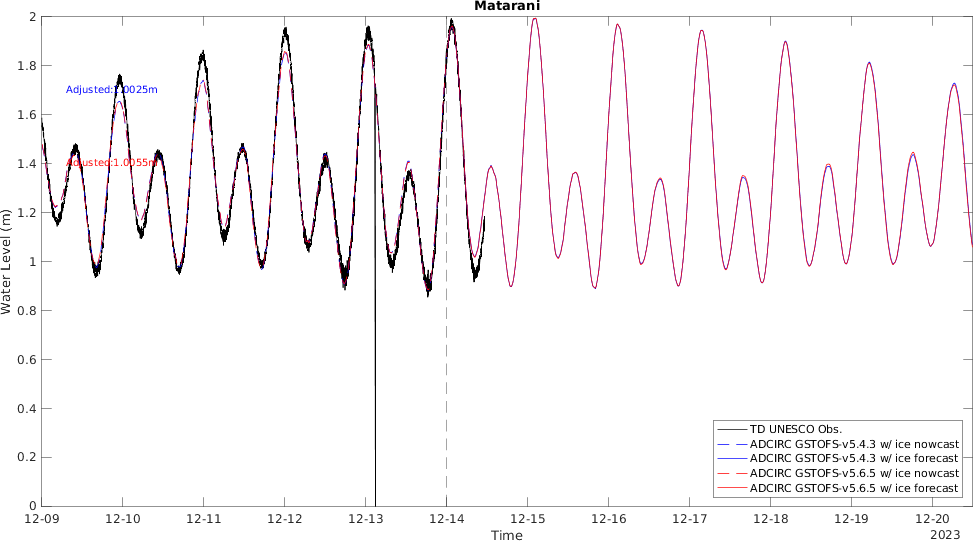 Matarani
2
1.8
1.6
1.4
1.2
1
0.8
0.6
0.4
0.2
0
Water Level (m)
Adjusted:1.0025m
Adjusted:1.0055m
TD UNESCO Obs.
ADCIRC GSTOFS-v5.4.3 w/ ice nowcast
ADCIRC GSTOFS-v5.4.3 w/ ice forecast
ADCIRC GSTOFS-v5.6.5 w/ ice nowcast
ADCIRC GSTOFS-v5.6.5 w/ ice forecast
12-09 12-10 12-11 12-12 12-13 12-14 12-15 12-16 12-17 12-18 12-19 12-20
Time
2023